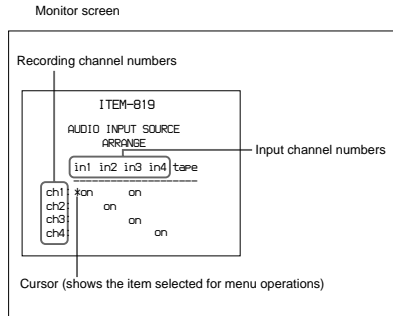 Monitor screen
Recording channel numbers
ITEM-819
AUDIO INPUT SOURCE
ARRANGE
Input channel numbers
in1 in2 in3 in4 tape
--------------------
ch1: *on on
ch2: on
ch3: on
ch4: on
Cursor (shows the item selected for menu operations)